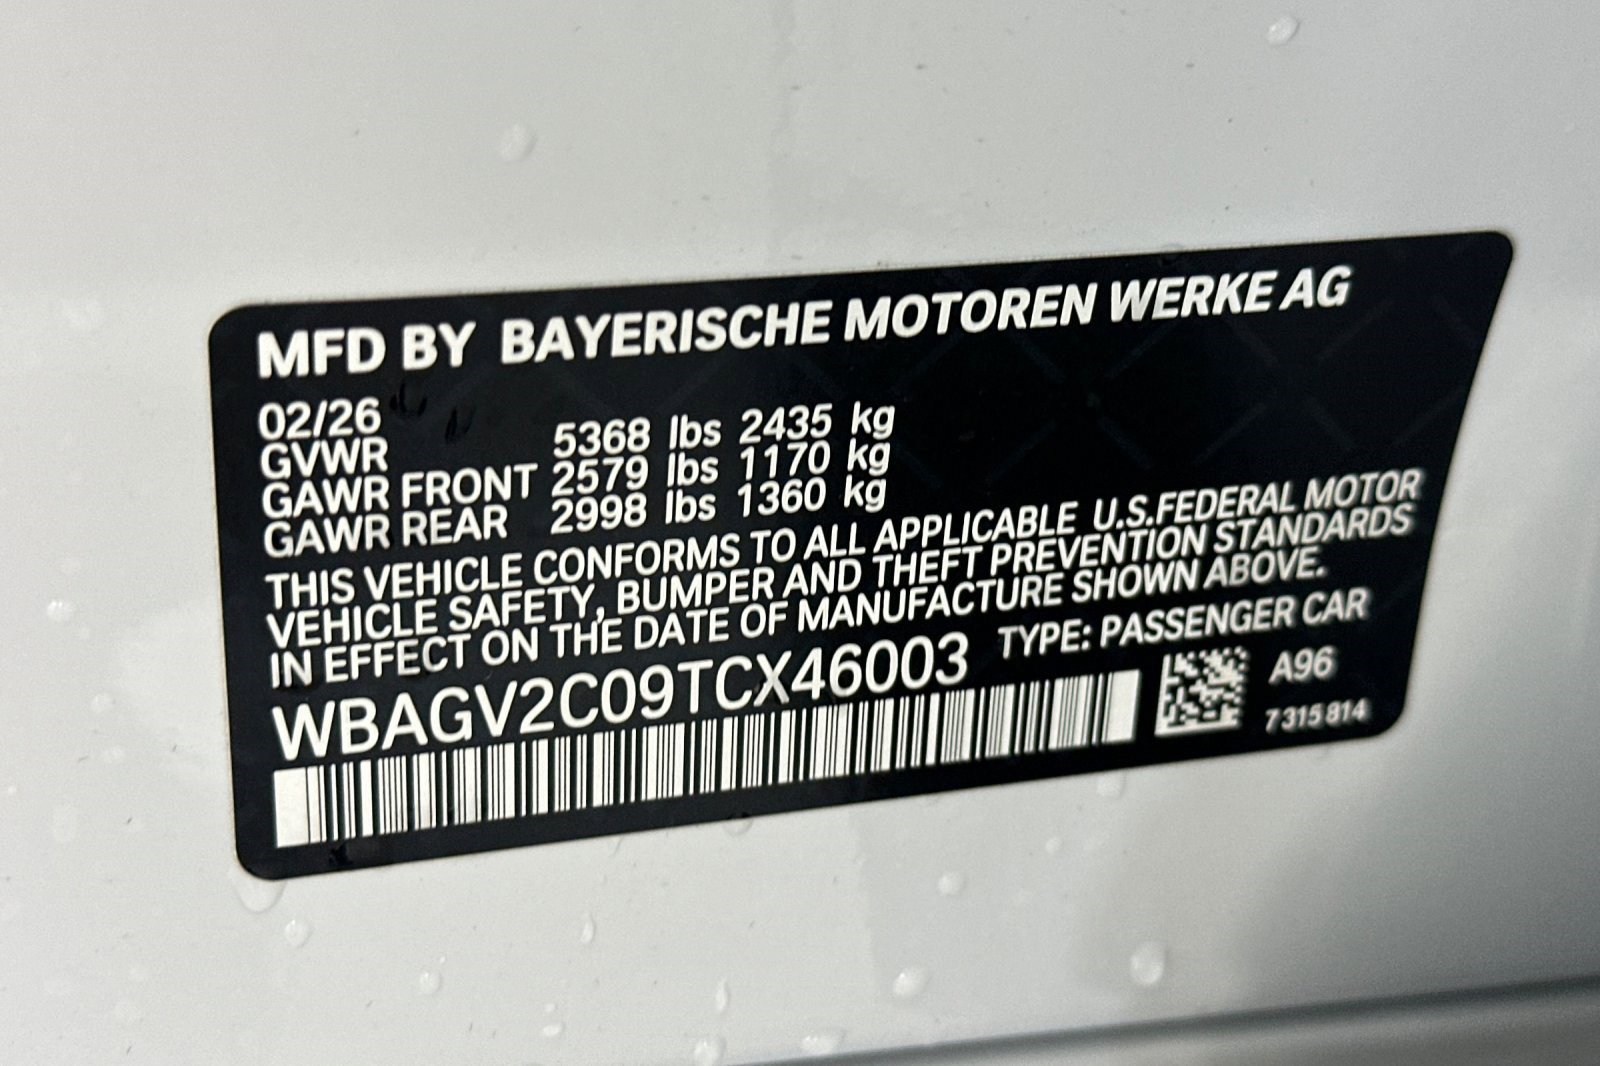 MFD BY BAYERISCHE MOTOREN WERKE AG
02/26
GVWR 5368 lbs 2435 kg
GAWR FRONT 2579 lbs 1170 kg
GAWR REAR 2998 lbs 1360 kg
THIS VEHICLE CONFORMS TO ALL APPLICABLE U.S.FEDERAL MOTOR
VEHICLE SAFETY, BUMPER AND THEFT PREVENTION STANDARDS
IN EFFECT ON THE DATE OF MANUFACTURE SHOWN ABOVE.
WBAGV2C09TCX46003 TYPE: PASSENGER CAR
A96
7 315 814